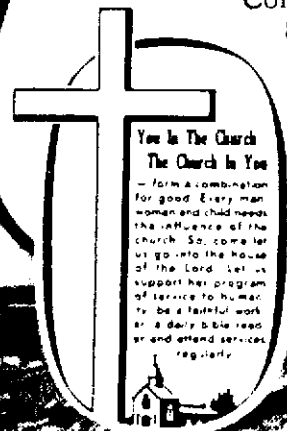 Con
You In The Church
The Church In You
— form a combination
for good. Every man,
woman and child needs
the influence of the
church. So, come let
us go into the house
of the Lord. Let us
support her program
of service to human-
ty. be a faithful work-
er. a daily bible read-
er and attend services
regularly.